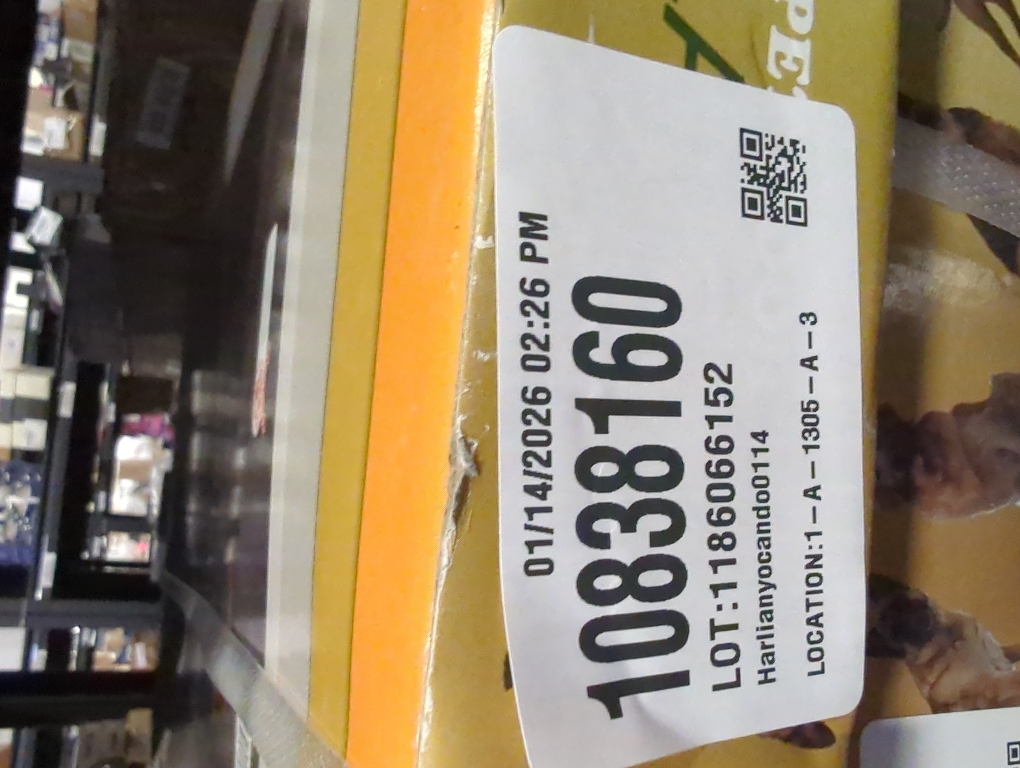 01/14/2026 02:26 PM
10838160
LOT:1186066152
Harlianyocando0114
LOCATION:1-A-1305-A-3